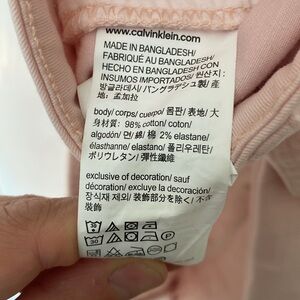 www.calvinklein.com
MADE IN BANGLADESH/
FABRIQUÉ AU BANGLADESH/
HECHO EN BANGLADESH CON
INSUMOS IMPORTADOS/ 원산지 :
방글라데시/ バングラデシュ製/ 産
地 : 孟加拉
body/ corps/ cuerpo/ 몸판/ 表地/ 大
身材質: 98% cotton/ coton/
algodón/ 면/ 綿/ 棉 2% elastane/
élasthanne/ elastano/ 폴리우레탄/
ポリウレタン/ 彈性纖維
exclusive of decoration/ sauf
décoration/ excluye la decoración/
장식재 제외/ 装飾部分を除く/ 不含
裝飾
30
30